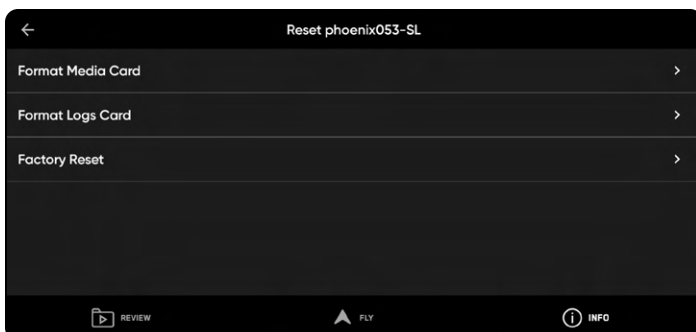 Reset phoenix053-SL
Format Media Card
Format Logs Card
Factory Reset
REVIEW FLY INFO